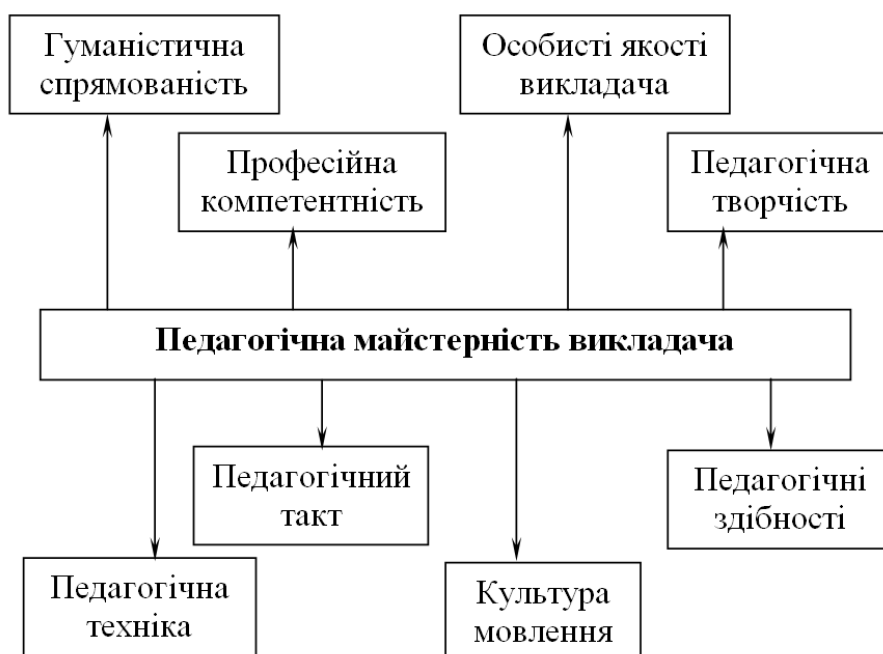 Гуманістична
спрямованість
Особисті якості
викладача
Професійна
компетентність
Педагогічна
творчість
Педагогічна майстерність викладача
Педагогічний
такт
Педагогічні
здібності
Педагогічна
техніка
Культура
мовлення